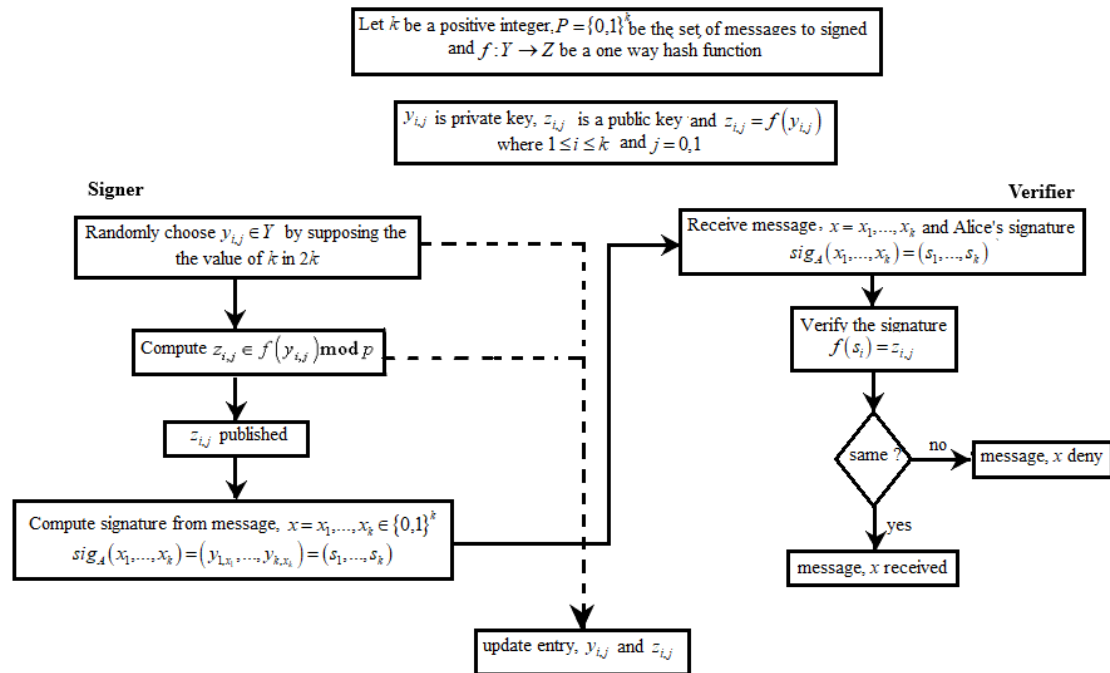 Let k be a positive integer, P = {0,1}^k be the set of messages to signed
and f : Y → Z be a one way hash function
y_{i,j} is private key, z_{i,j} is a public key and z_{i,j} = f(y_{i,j})
where 1 ≤ i ≤ k and j = 0,1
Signer
Verifier
Randomly choose y_{i,j} ∈ Y by supposing the
the value of k in 2k
Compute z_{i,j} ∈ f(y_{i,j}) mod p
z_{i,j} published
Compute signature from message, x = x_1,...,x_k ∈ {0,1}^k
sig_A(x_1,...,x_k) = (y_{1,x_1},...,y_{k,x_k}) = (s_1,...,s_k)
Receive message, x = x_1,...,x_k and Alice's signature
sig_A(x_1,...,x_k) = (s_1,...,s_k)
Verify the signature
f(s_i) = z_{i,j}
same ?
no
message, x deny
yes
message, x received
update entry, y_{i,j} and z_{i,j}